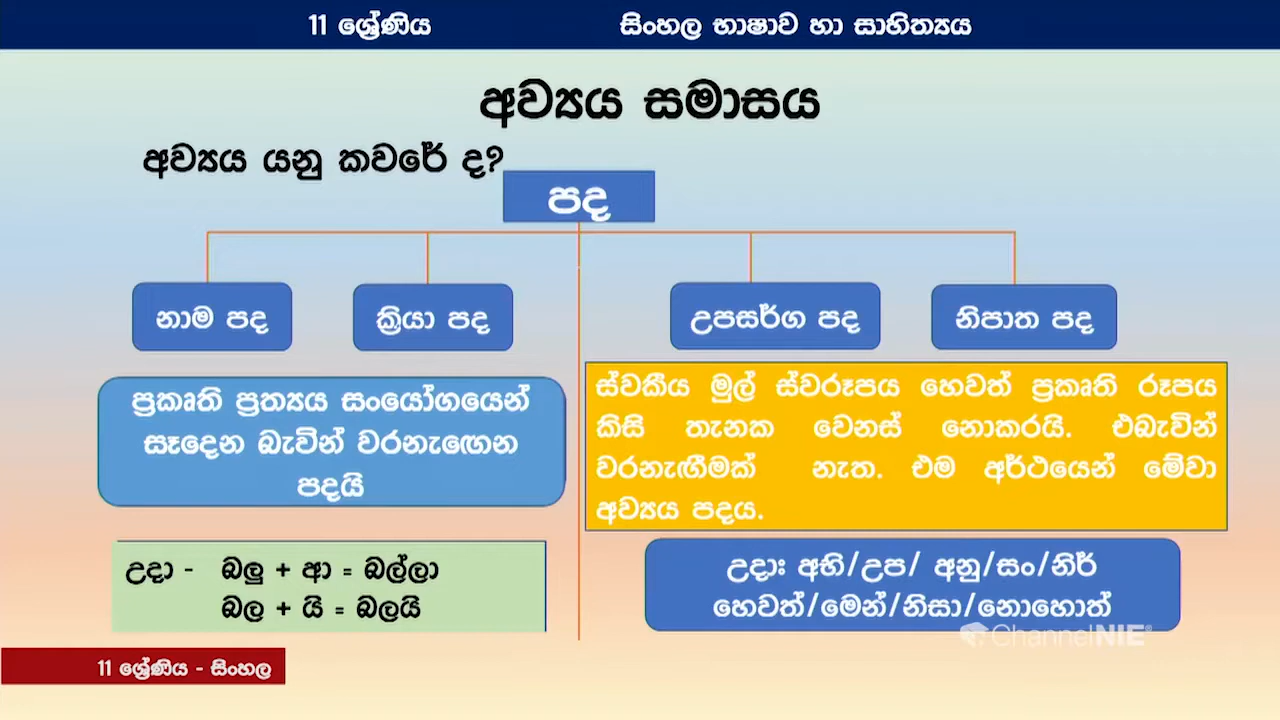 11 ශ්‍රේණිය
සිංහල භාෂාව හා සාහිත්‍යය
අව්‍යය සමාසය
අව්‍යය යනු කවරේ ද?
පද
නාම පද
ක්‍රියා පද
උපසර්ග පද
නිපාත පද
ප්‍රකෘති ප්‍රත්‍යය සංයෝගයෙන්
සෑදෙන බැවින් වරනැඟෙන
පදයි
ස්වකීය මුල් ස්වරූපය හෙවත් ප්‍රකෘති රූපය
කිසි තැනක වෙනස් නොකරයි. එබැවින්
වරනැඟීමක් නැත. එම අර්ථයෙන් මේවා
අව්‍යය පදය.
උදා - බලු + ආ = බල්ලා
බල + යි = බලයි
උදාඃ අභි/උප/ අනු/සං/නිර්
හෙවත්/මෙන්/නිසා/නොහොත්
ChannelNIE®
11 ශ්‍රේණිය - සිංහල